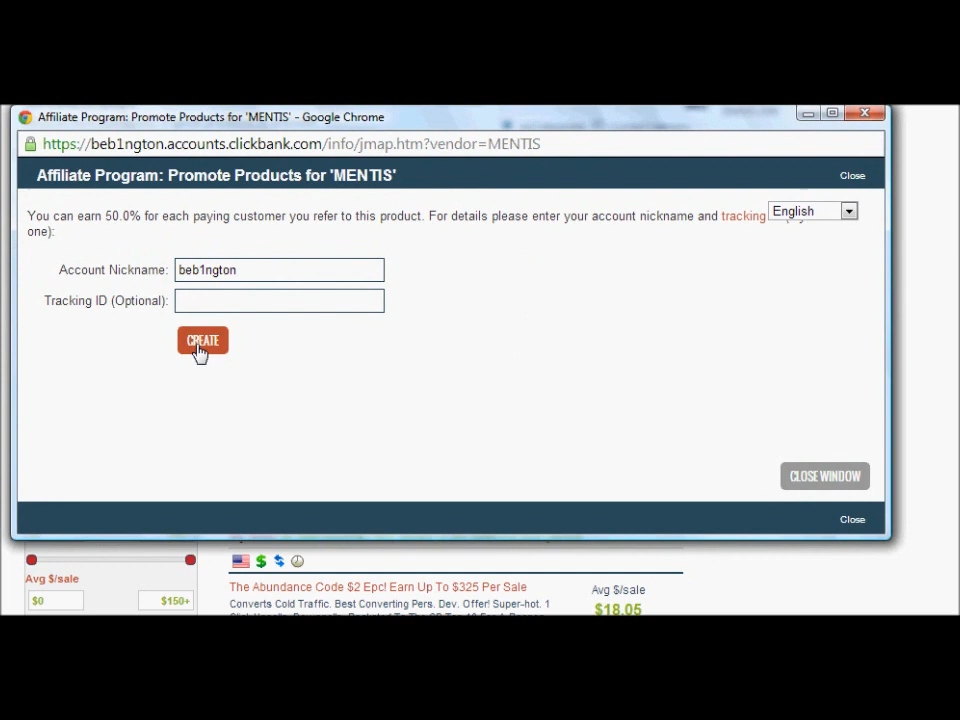 Affiliate Program: Promote Products for 'MENTIS' - Google Chrome
https://beb1ngton.accounts.clickbank.com/info/jmap.htm?vendor=MENTIS
Affiliate Program: Promote Products for 'MENTIS'
Close
You can earn 50.0% for each paying customer you refer to this product. For details please enter your account nickname and tracking
English
one):
Account Nickname: beb1ngton
Tracking ID (Optional):
CREATE
CLOSE WINDOW
Close
Avg $/sale
$0 $150+
The Abundance Code $2 Epc! Earn Up To $325 Per Sale
Converts Cold Traffic. Best Converting Pers. Dev. Offer! Super-hot. 1
Avg $/sale
$18.05